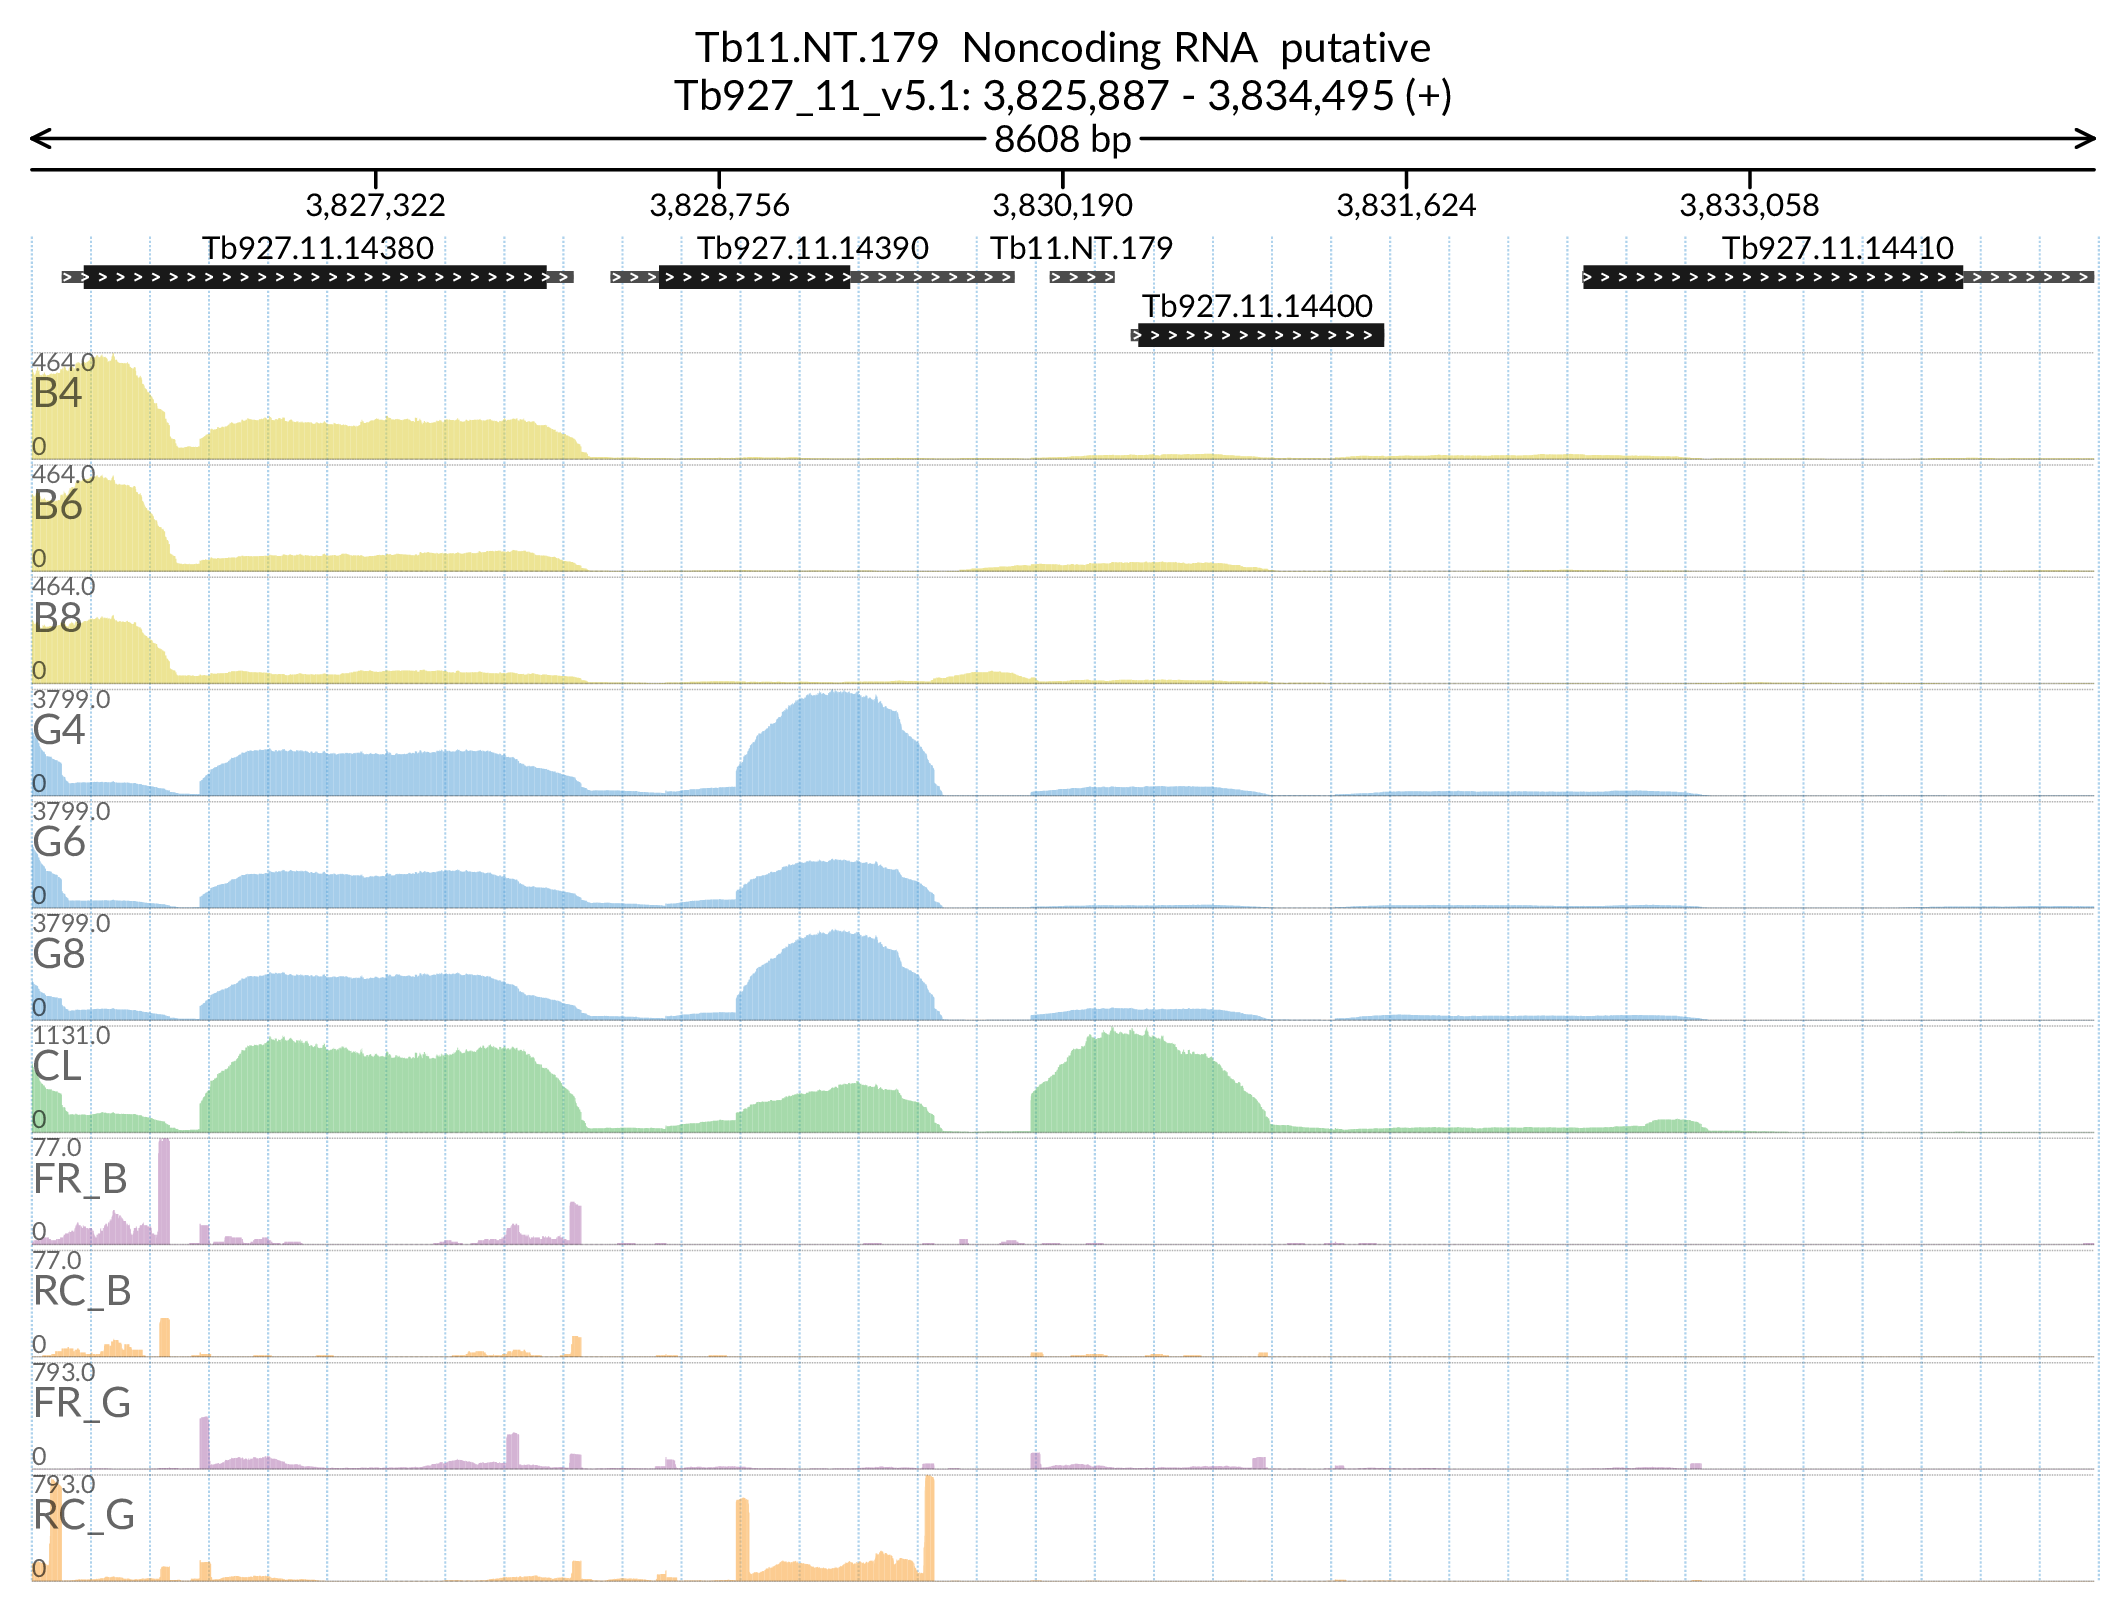 Tb11.NT.179  Noncoding RNA  putative
Tb927_11_v5.1: 3,825,887 - 3,834,495 (+)
8608 bp
3,827,322 3,828,756 3,830,190 3,831,624 3,833,058
Tb927.11.14380 Tb927.11.14390 Tb11.NT.179 Tb927.11.14410
Tb927.11.14400
464.0
B4
0
464.0
B6
0
464.0
B8
0
3799.0
G4
0
3799.0
G6
0
3799.0
G8
0
1131.0
CL
0
77.0
FR_B
0
77.0
RC_B
0
793.0
FR_G
0
793.0
RC_G
0